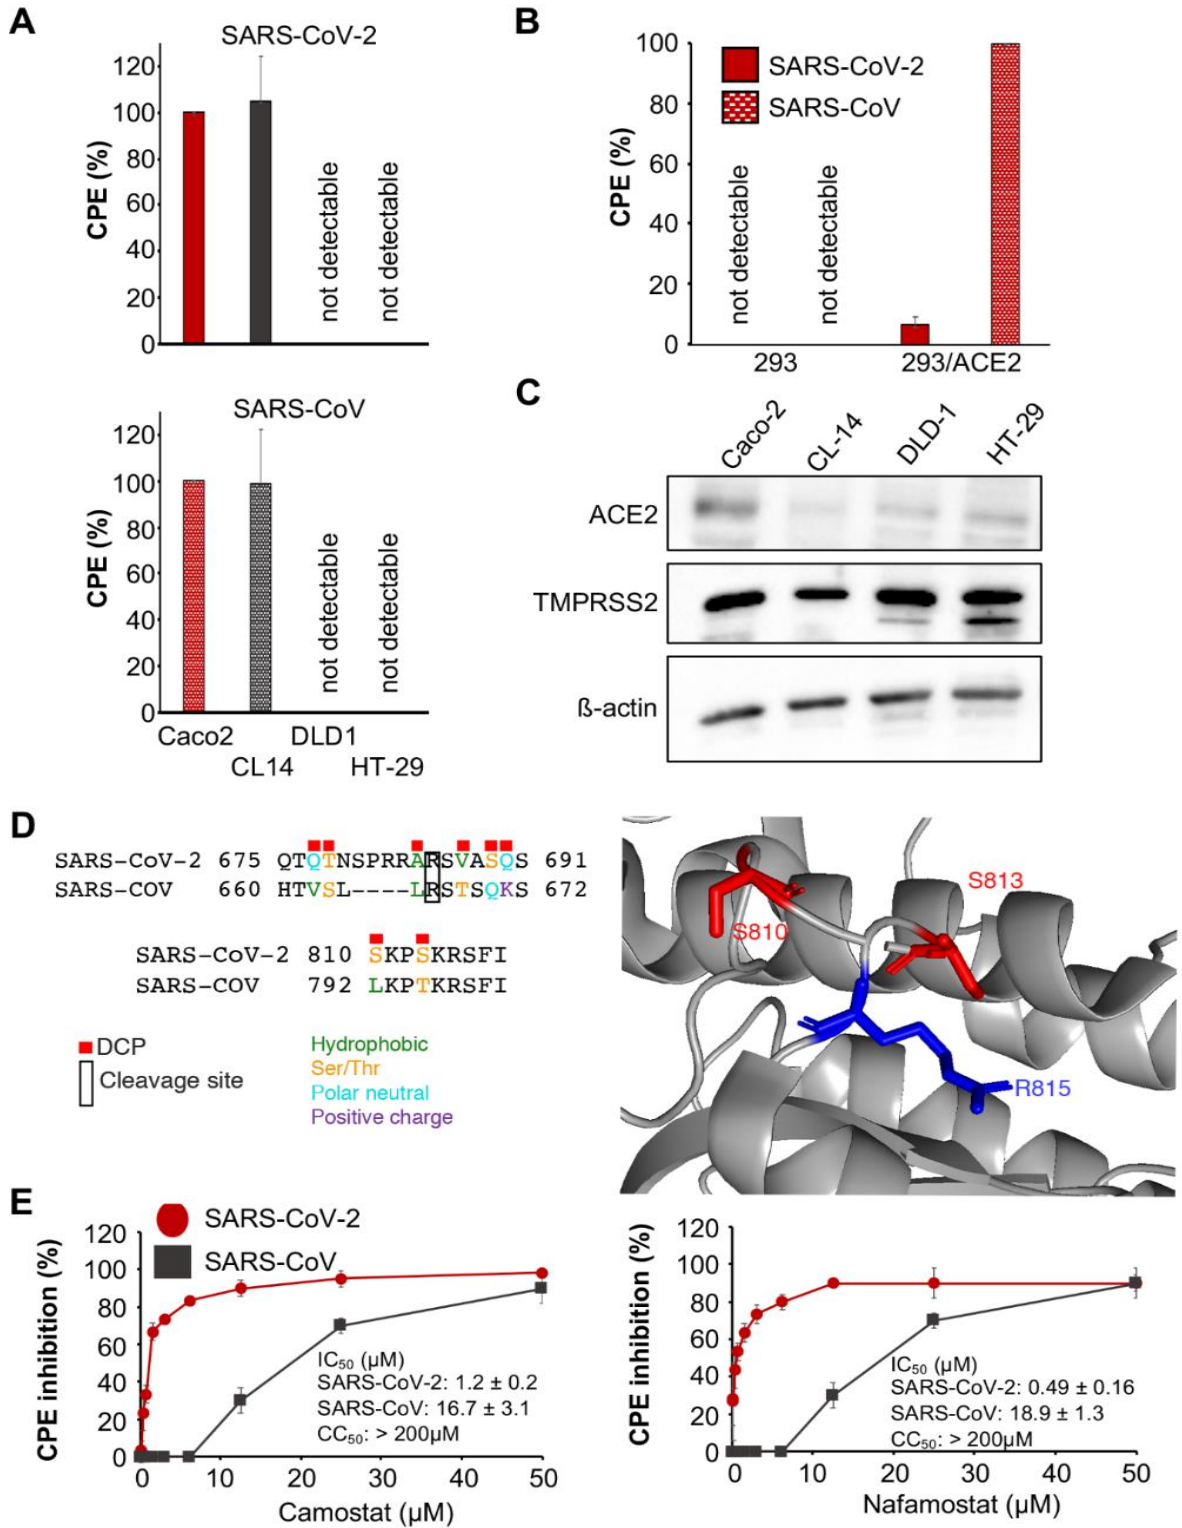 A
SARS-CoV-2
CPE (%)
120
100
80
60
40
20
0
not detectable
not detectable
SARS-CoV
CPE (%)
120
100
80
60
40
20
0
not detectable
not detectable
Caco2
DLD1
CL14
HT-29
B
CPE (%)
100
80
60
40
20
0
SARS-CoV-2
SARS-CoV
not detectable
not detectable
293
293/ACE2
C
Caco-2
CL-14
DLD-1
HT-29
ACE2
TMPRSS2
ß-actin
D
SARS-CoV-2 675 QTQTNSPRRARSVASQS 691
SARS-COV 660 HTVSL----LRSTSQKS 672
SARS-CoV-2 810 SKPSKRSFI
SARS-COV 792 LKPTKRSFI
DCP
Cleavage site
Hydrophobic
Ser/Thr
Polar neutral
Positive charge
S810
S813
R815
E
SARS-CoV-2
SARS-CoV
CPE inhibition (%)
120
100
80
60
40
20
0
IC₅₀ (µM)
SARS-CoV-2: 1.2 ± 0.2
SARS-CoV: 16.7 ± 3.1
CC₅₀: > 200µM
0 10 20 30 40 50
Camostat (µM)
CPE inhibition (%)
120
100
80
60
40
20
0
IC₅₀ (µM)
SARS-CoV-2: 0.49 ± 0.16
SARS-CoV: 18.9 ± 1.3
CC₅₀: > 200µM
0 10 20 30 40 50
Nafamostat (µM)